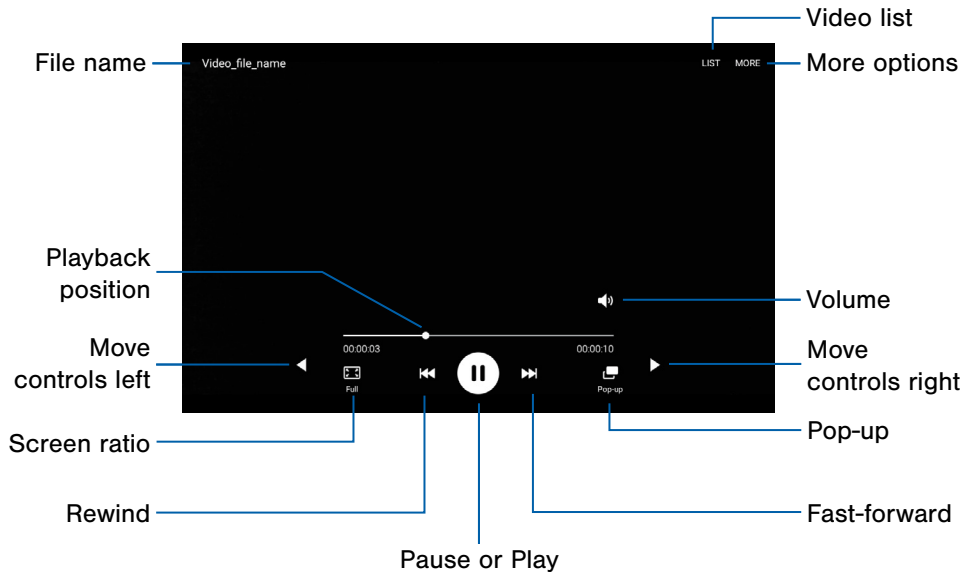 Video list
File name
Video_file_name
LIST MORE
More options
Playback
position
Volume
00:00:03
00:00:10
Move
controls left
Move
controls right
Full
Pop-up
Screen ratio
Pop-up
Rewind
Fast-forward
Pause or Play